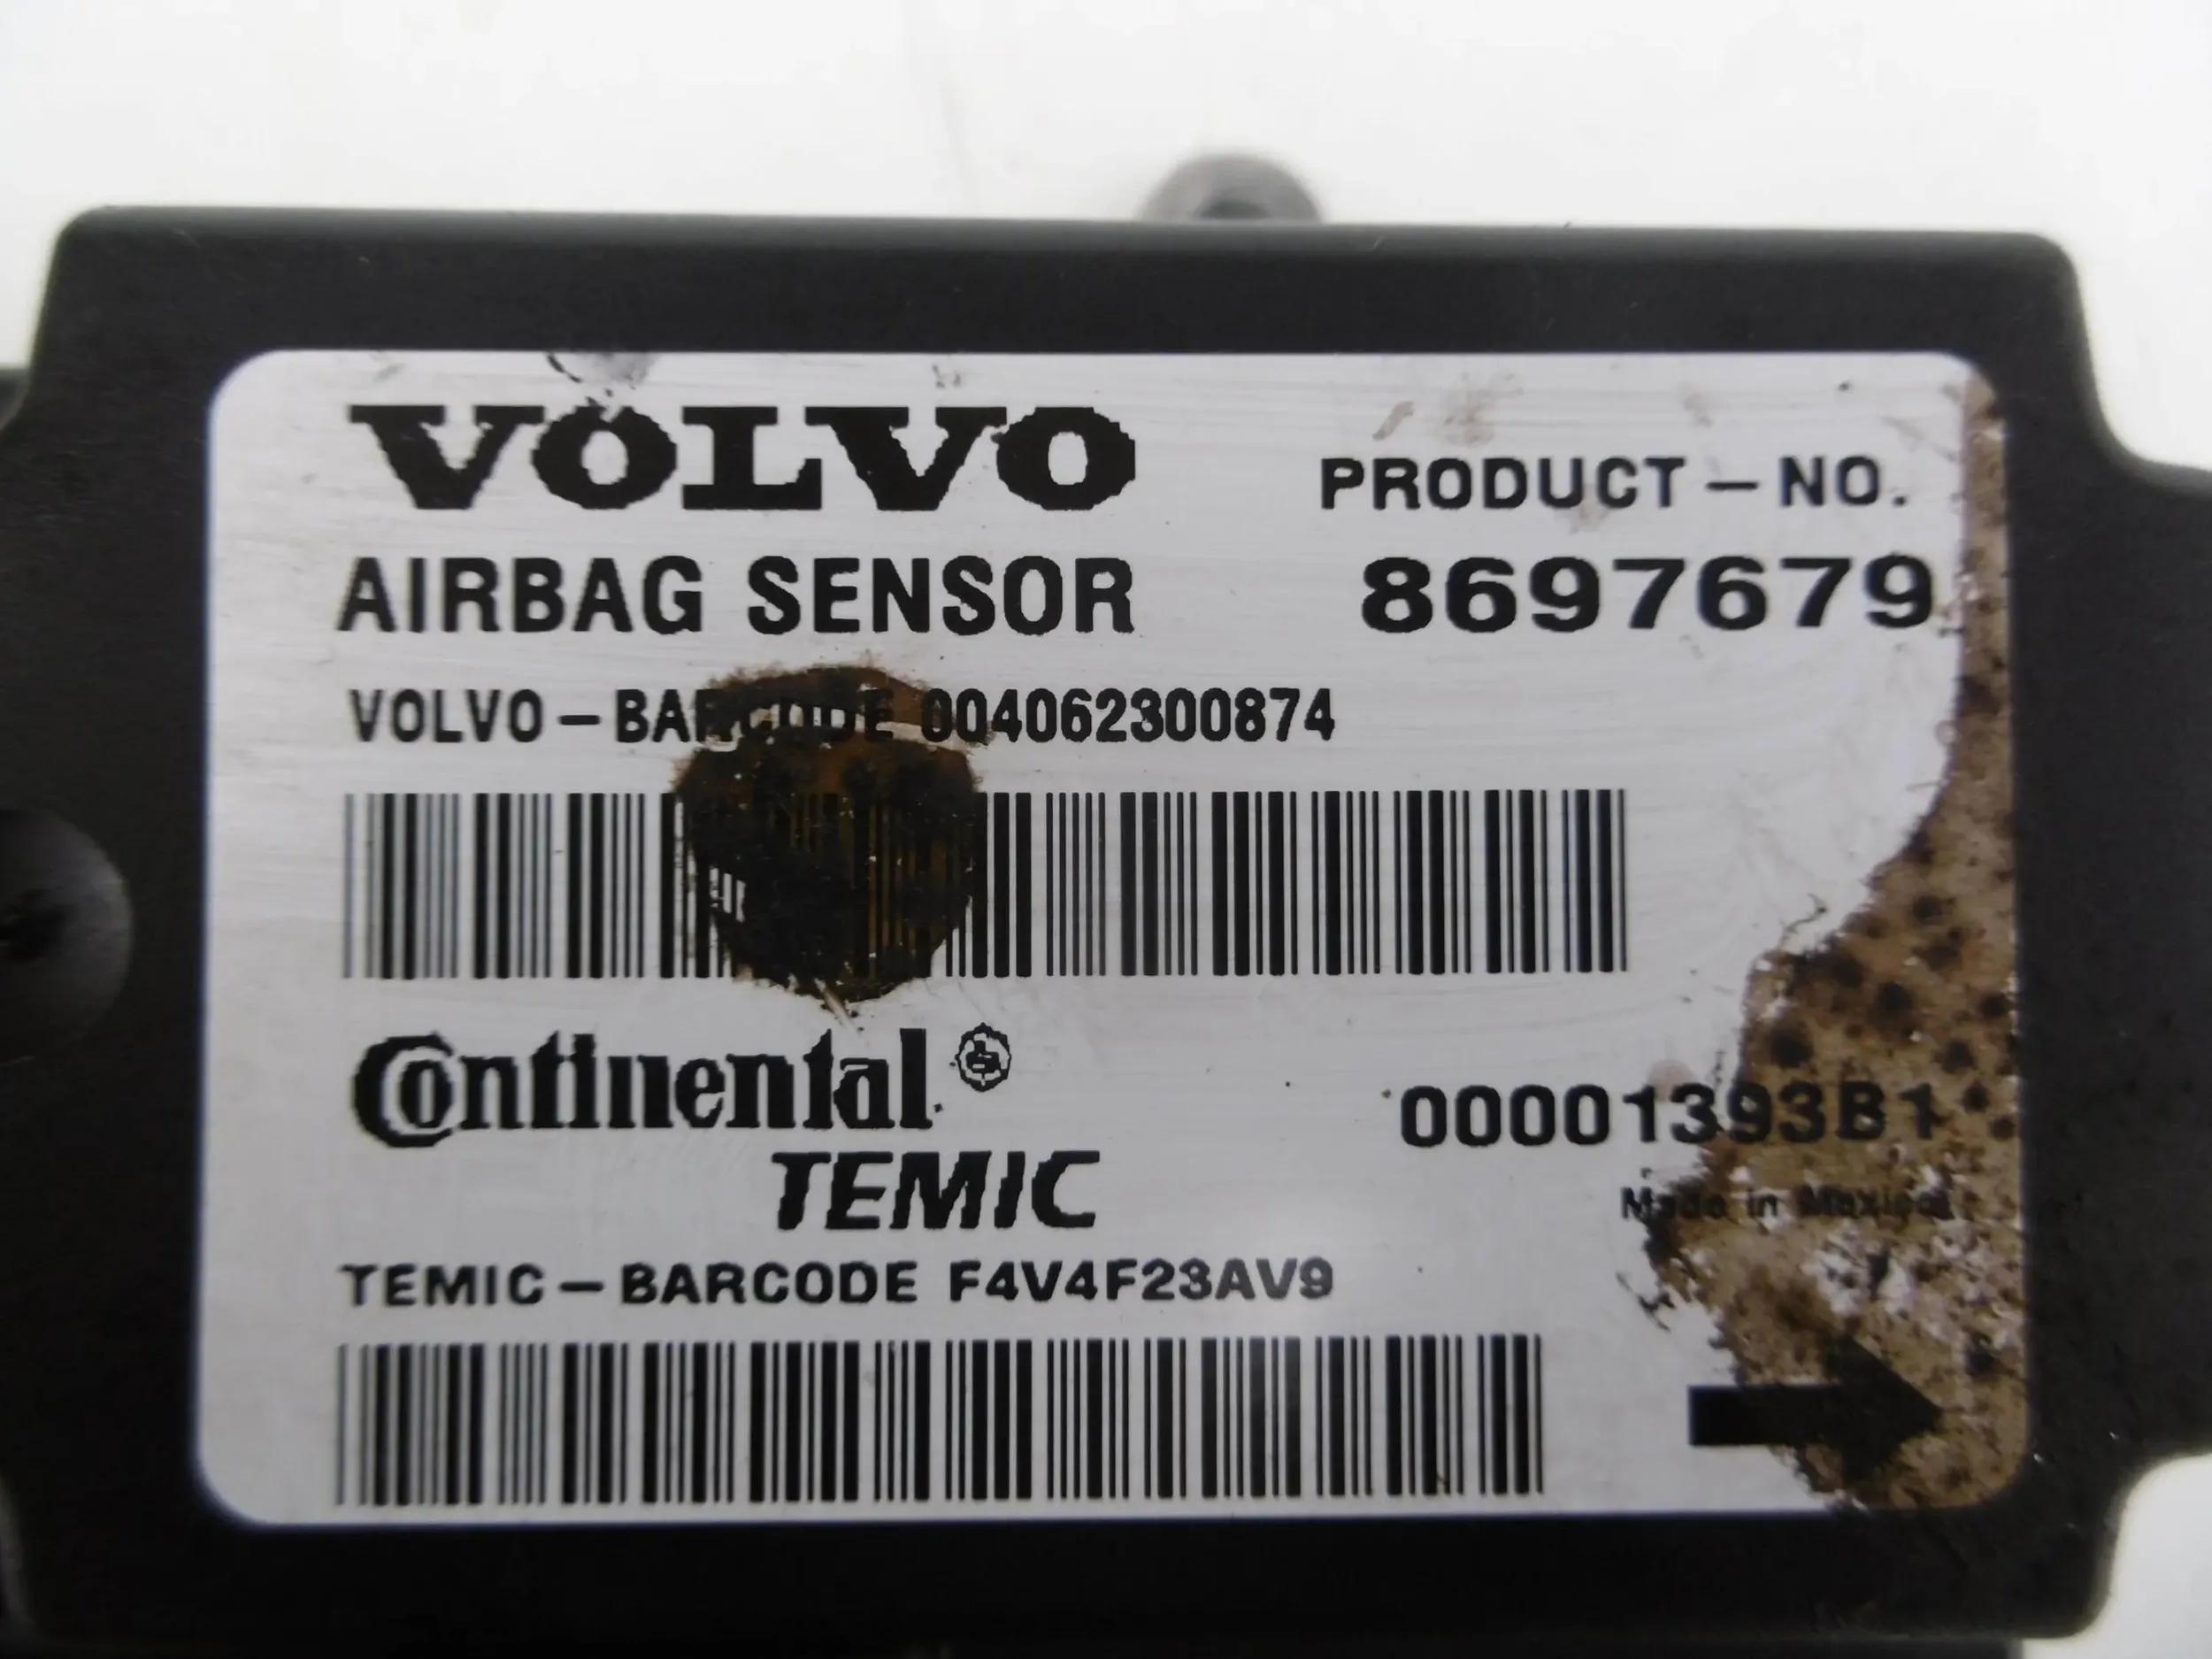 VOLVO
PRODUCT-NO.
AIRBAG SENSOR
8697679
VOLVO-BARCODE 004062300874
Continental®
TEMIC
00001393B1
Made in Mexico
TEMIC-BARCODE F4V4F23AV9